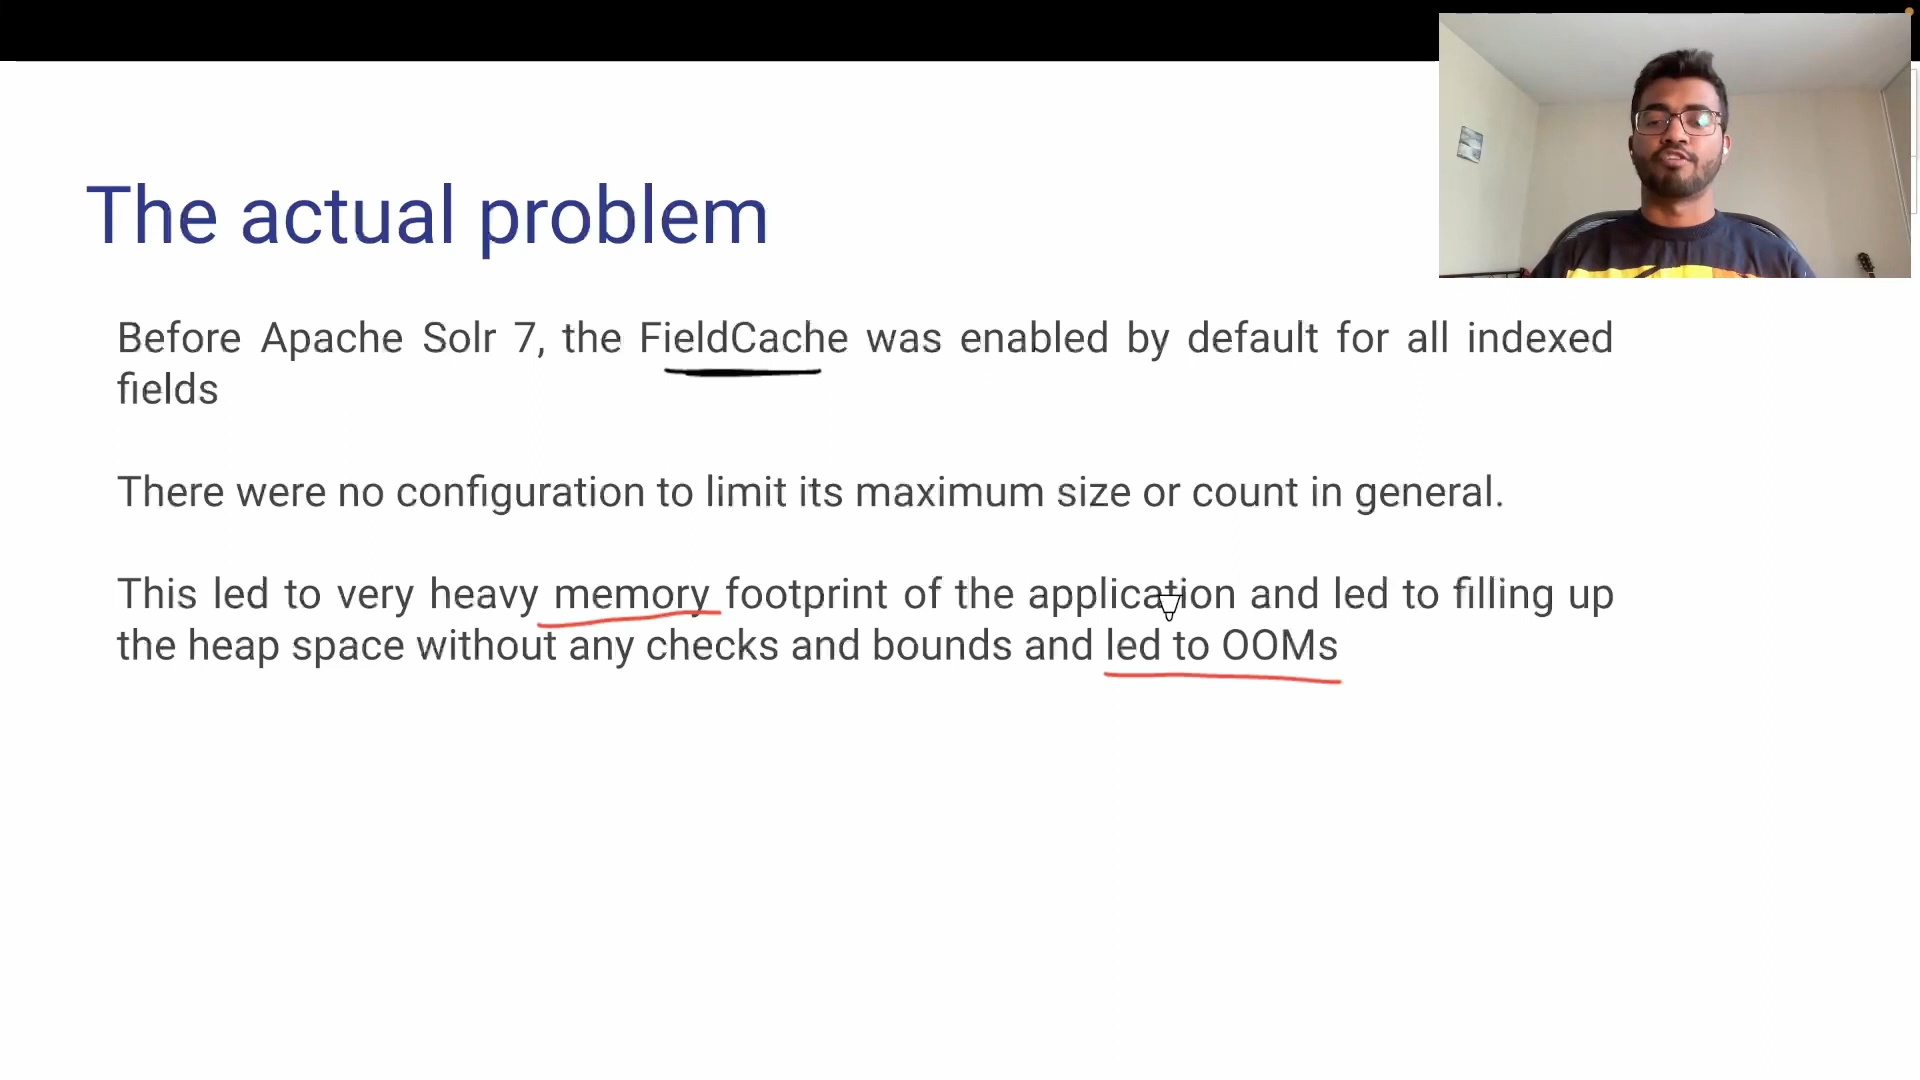 The actual problem
Before Apache Solr 7, the FieldCache was enabled by default for all indexed
fields
There were no configuration to limit its maximum size or count in general.
This led to very heavy memory footprint of the application and led to filling up
the heap space without any checks and bounds and led to OOMs